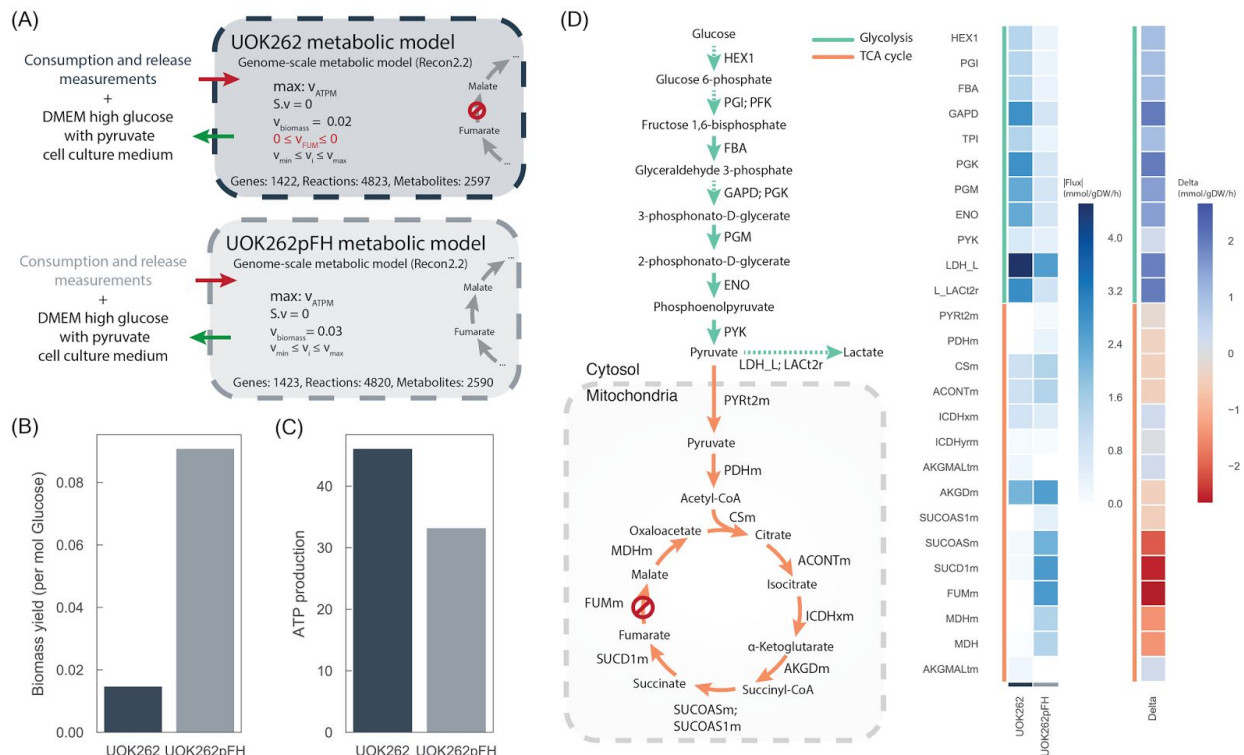 (A)
UOK262 metabolic model
Genome-scale metabolic model (Recon2.2)
Consumption and release
measurements
+
DMEM high glucose
with pyruvate
cell culture medium
max: vATPM
S.v = 0
vbiomass = 0.02
0 ≤ vFUM ≤ 0
vmin ≤ vi ≤ vmax
...
Malate
Fumarate
...
Genes: 1422, Reactions: 4823, Metabolites: 2597
UOK262pFH metabolic model
Genome-scale metabolic model (Recon2.2)
Consumption and release
measurements
+
DMEM high glucose
with pyruvate
cell culture medium
max: vATPM
S.v = 0
vbiomass = 0.03
vmin ≤ vi ≤ vmax
...
Malate
Fumarate
...
Genes: 1423, Reactions: 4820, Metabolites: 2590
(B)
Biomass yield (per mol Glucose)
0.08
0.06
0.04
0.02
0.00
UOK262
UOK262pFH
(C)
ATP production
40
30
20
10
0
UOK262
UOK262pFH
(D)
Glucose
HEX1
Glucose 6-phosphate
PGI; PFK
Fructose 1,6-bisphosphate
FBA
Glyceraldehyde 3-phosphate
GAPD; PGK
3-phosphonato-D-glycerate
PGM
2-phosphonato-D-glycerate
ENO
Phosphoenolpyruvate
PYK
Pyruvate
Lactate
LDH_L; LACt2r
Cytosol
Mitochondria
PYRt2m
Pyruvate
PDHm
Acetyl-CoA
CSm
Oxaloacetate
Citrate
MDHm
ACONTm
Malate
Isocitrate
FUMm
ICDHxm
Fumarate
α-Ketoglutarate
SUCD1m
AKGDm
Succinate
Succinyl-CoA
SUCOASm;
SUCOAS1m
Glycolysis
TCA cycle
HEX1
PGI
FBA
GAPD
TPI
PGK
PGM
ENO
PYK
LDH_L
L_LACt2r
PYRt2m
PDHm
CSm
ACONTm
ICDHxm
ICDHyrm
AKGMALtm
AKGDm
SUCOAS1m
SUCOASm
SUCD1m
FUMm
MDHm
MDH
AKGMALtm
UOK262
UOK262pFH
|Flux|
(mmol/gDW/h)
4.0
3.2
2.4
1.6
0.8
0.0
Delta
Delta
(mmol/gDW/h)
2
1
0
−1
−2